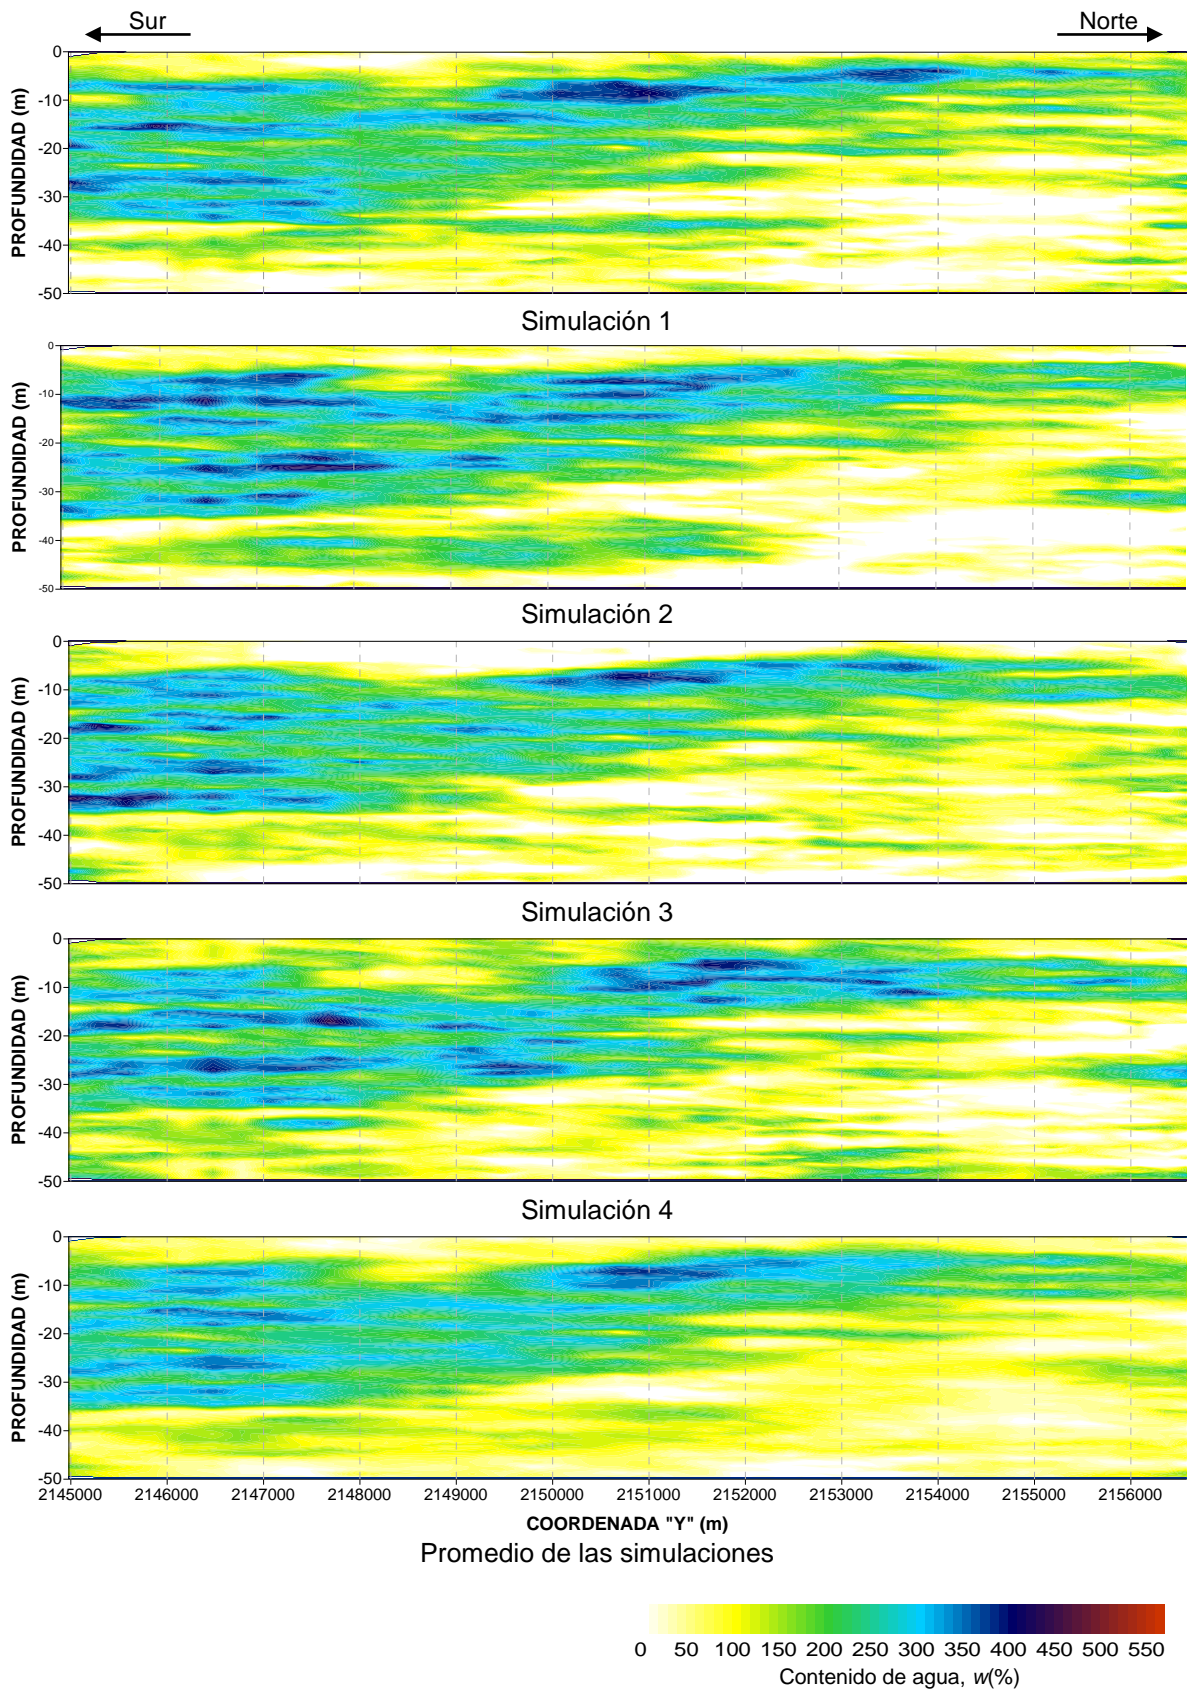 Sur
Norte
PROFUNDIDAD (m)
0
-10
-20
-30
-40
-50
Simulación 1
PROFUNDIDAD (m)
0
-10
-20
-30
-40
-50
Simulación 2
PROFUNDIDAD (m)
0
-10
-20
-30
-40
-50
Simulación 3
PROFUNDIDAD (m)
0
-10
-20
-30
-40
-50
Simulación 4
PROFUNDIDAD (m)
0
-10
-20
-30
-40
-50
2145000 2146000 2147000 2148000 2149000 2150000 2151000 2152000 2153000 2154000 2155000 2156000
COORDENADA "Y" (m)
Promedio de las simulaciones
0 50 100 150 200 250 300 350 400 450 500 550
Contenido de agua, w(%)